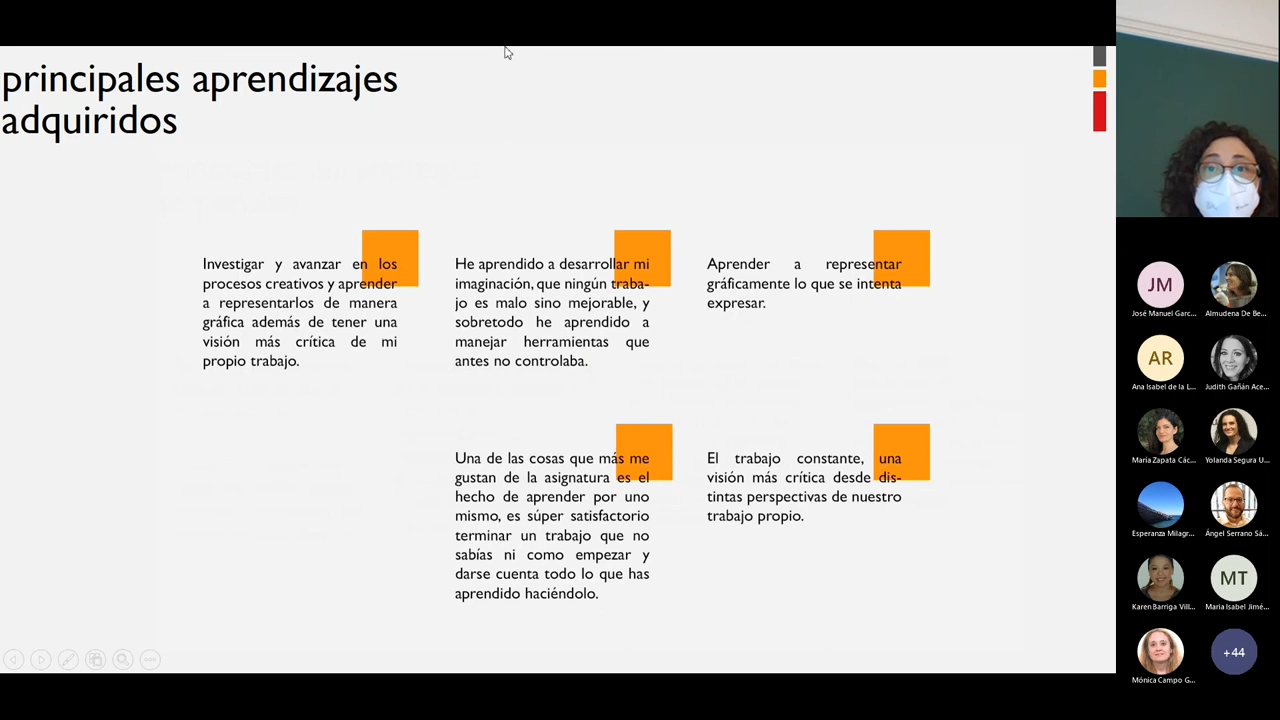 principales aprendizajes
adquiridos
Investigar y avanzar en los
procesos creativos y aprender
a representarlos de manera
gráfica además de tener una
visión más crítica de mi
propio trabajo.
He aprendido a desarrollar mi
imaginación, que ningún traba-
jo es malo sino mejorable, y
sobretodo he aprendido a
manejar herramientas que
antes no controlaba.
Aprender a representar
gráficamente lo que se intenta
expresar.
Una de las cosas que más me
gustan de la asignatura es el
hecho de aprender por uno
mismo, es súper satisfactorio
terminar un trabajo que no
sabías ni como empezar y
darse cuenta todo lo que has
aprendido haciéndolo.
El trabajo constante, una
visión más crítica desde dis-
tintas perspectivas de nuestro
trabajo propio.
JM
José Manuel Garc...
Almudena De Be...
AR
Ana Isabel de la L...
Judith Gañán Ace...
María Zapata Các...
Yolanda Segura U...
Esperanza Milagr...
Ángel Serrano Sá...
Karen Barriga Vill...
MT
Maria Isabel Jimé...
Mónica Campo G...
+44